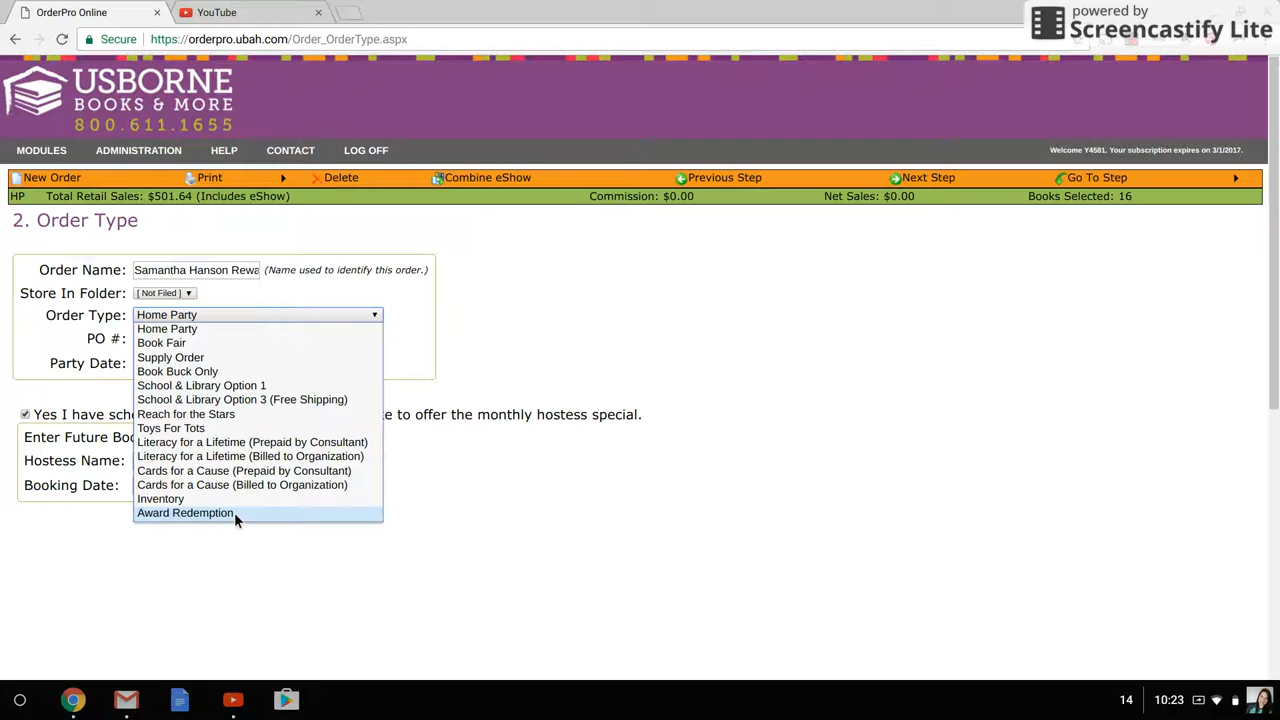 OrderPro Online
YouTube
powered by
Screencastify Lite
Secure
https://orderpro.ubah.com/Order_OrderType.aspx
USBORNE
BOOKS & MORE
800.611.1655
MODULES ADMINISTRATION HELP CONTACT LOG OFF
Welcome Y4581. Your subscription expires on 3/1/2017.
New Order Print Delete Combine eShow Previous Step Next Step Go To Step
HP Total Retail Sales: $501.64 (Includes eShow) Commission: $0.00 Net Sales: $0.00 Books Selected: 16
2. Order Type
Order Name: Samantha Hanson Rewa (Name used to identify this order.)
Store In Folder: [ Not Filed ]
Order Type: Home Party
Home Party
PO #:
Book Fair
Supply Order
Party Date:
Book Buck Only
School & Library Option 1
School & Library Option 3 (Free Shipping)
Yes I have sch
Reach for the Stars
e to offer the monthly hostess special.
Toys For Tots
Enter Future Boo
Literacy for a Lifetime (Prepaid by Consultant)
Literacy for a Lifetime (Billed to Organization)
Hostess Name:
Cards for a Cause (Prepaid by Consultant)
Booking Date:
Cards for a Cause (Billed to Organization)
Inventory
Award Redemption
14 10:23